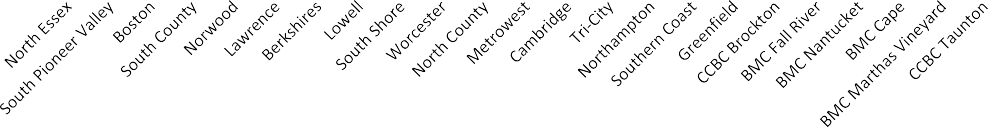 North Essex
South Pioneer Valley
Boston
South County
Norwood
Lawrence
Berkshires
Lowell
South Shore
Worcester
North County
Metrowest
Cambridge
Tri-City
Northampton
Southern Coast
Greenfield
CCBC Brockton
BMC Fall River
BMC Nantucket
BMC Cape
BMC Marthas Vineyard
CCBC Taunton